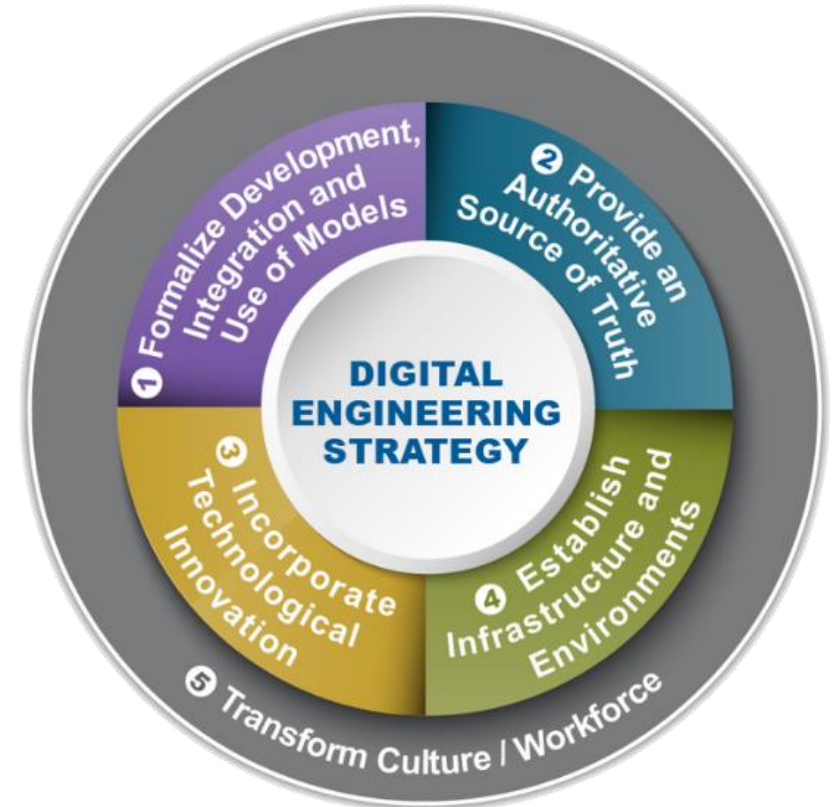 DIGITAL
ENGINEERING
STRATEGY
1 Formalize Development,
Integration and
Use of Models
2 Provide an
Authoritative
Source of Truth
3 Incorporate
Technological
Innovation
4 Establish
Infrastructure and
Environments
5 Transform Culture / Workforce